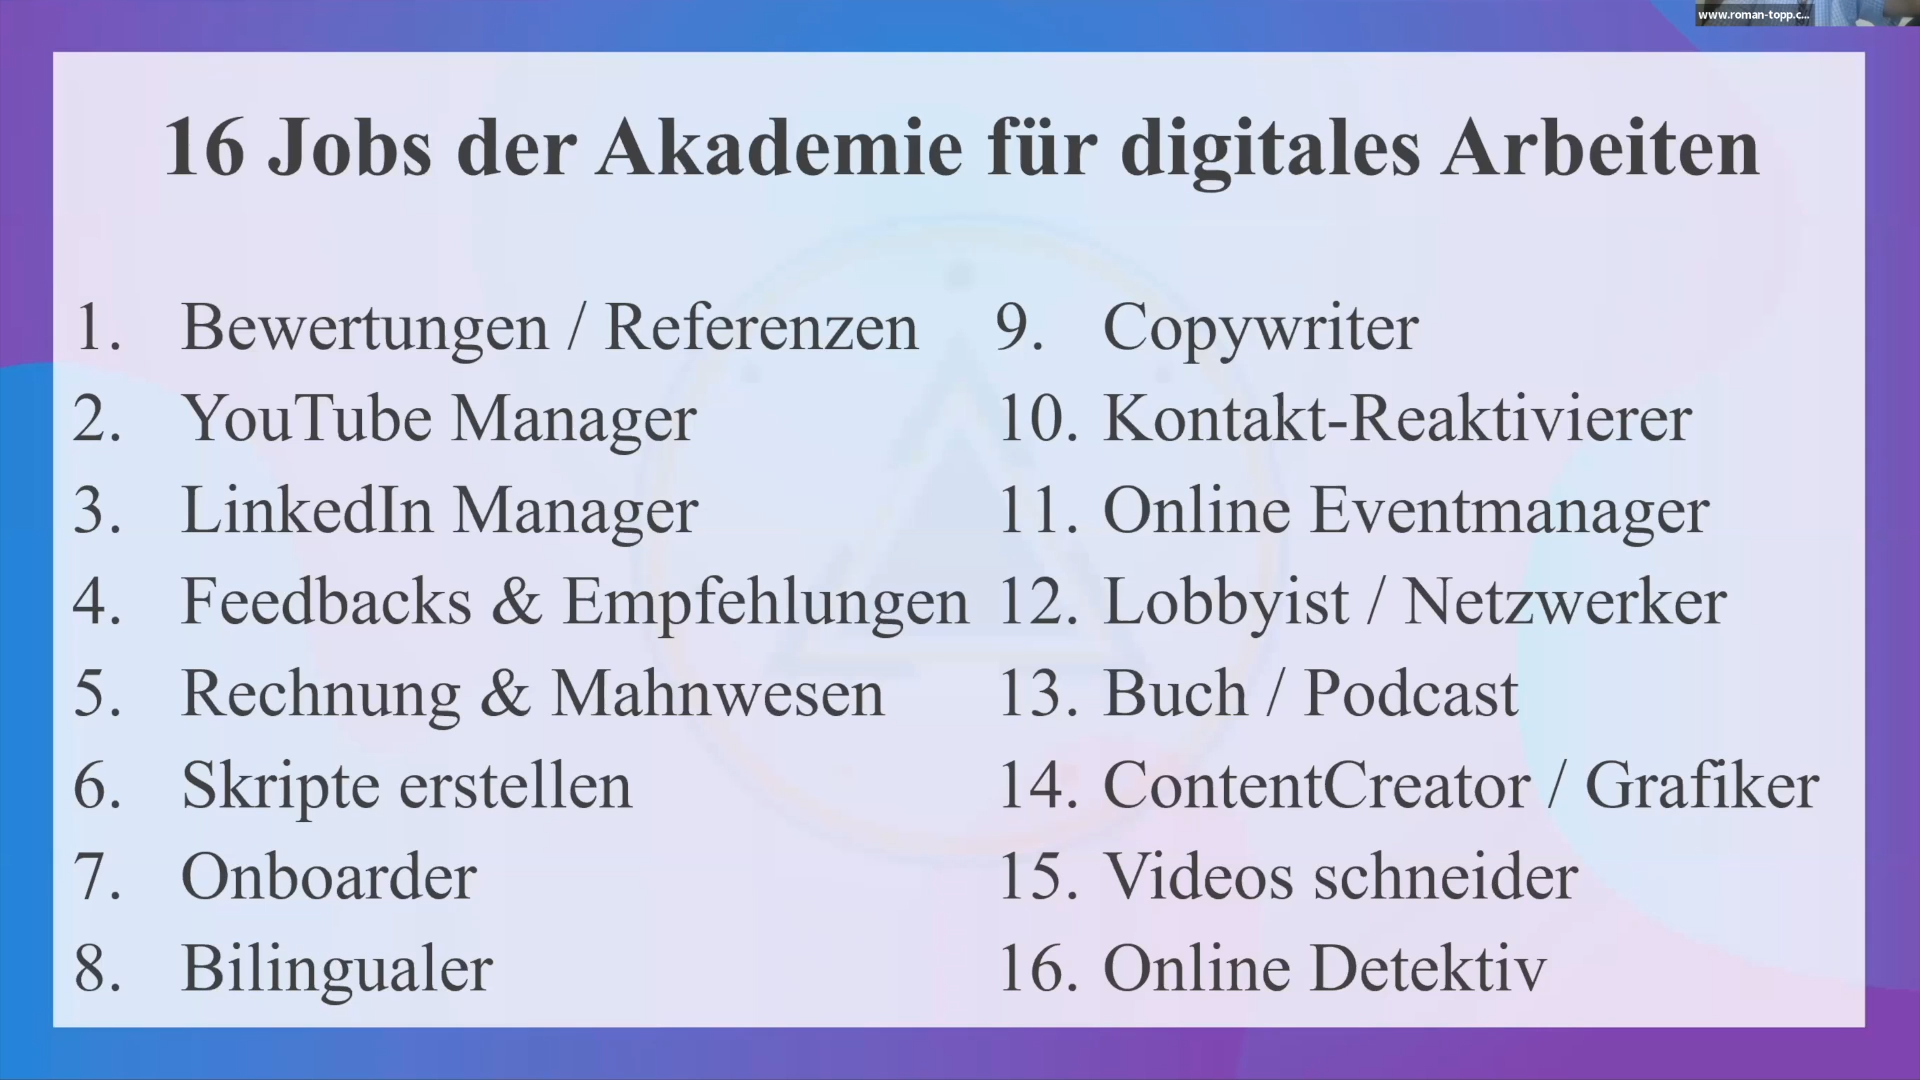 www.roman-topp.c...
16 Jobs der Akademie für digitales Arbeiten
1. Bewertungen / Referenzen
2. YouTube Manager
3. LinkedIn Manager
4. Feedbacks & Empfehlungen
5. Rechnung & Mahnwesen
6. Skripte erstellen
7. Onboarder
8. Bilingualer
9. Copywriter
10. Kontakt-Reaktivierer
11. Online Eventmanager
12. Lobbyist / Netzwerker
13. Buch / Podcast
14. ContentCreator / Grafiker
15. Videos schneider
16. Online Detektiv